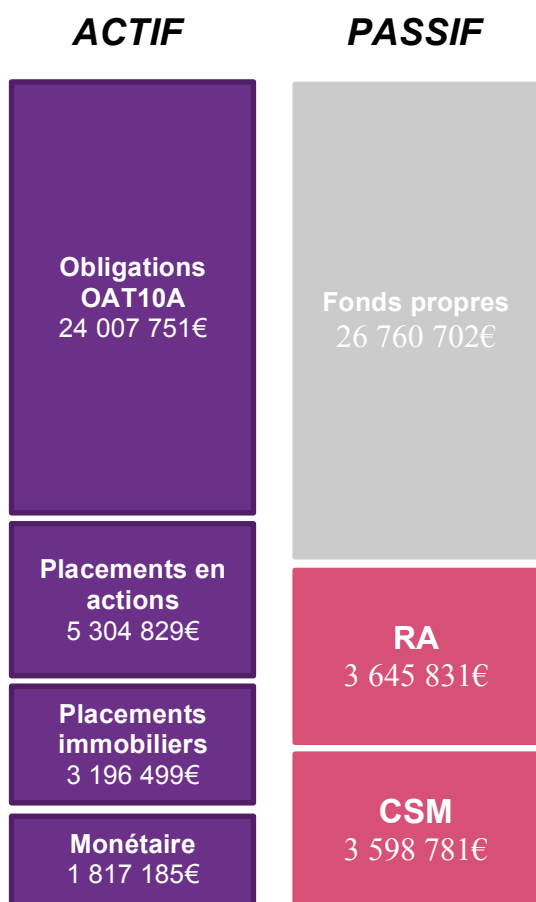 ACTIF
PASSIF
Obligations
OAT10A
24 007 751€
Placements en
actions
5 304 829€
Placements
immobiliers
3 196 499€
Monétaire
1 817 185€
Fonds propres
26 760 702€
RA
3 645 831€
CSM
3 598 781€